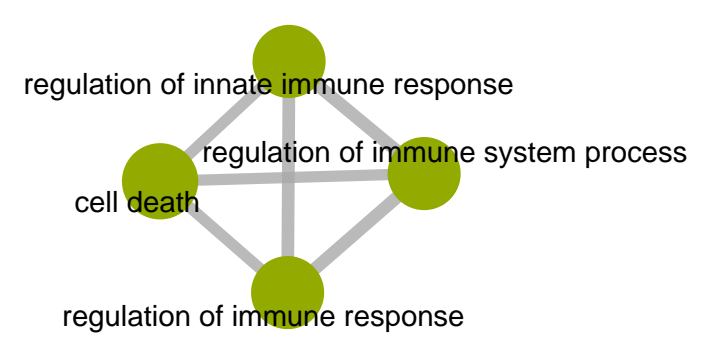 regulation of innate immune response
regulation of immune system process
cell death
regulation of immune response